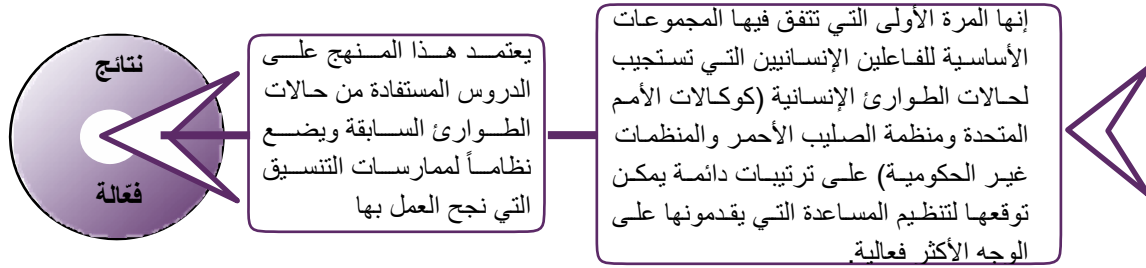 إنها المرة الأولى التي تتفق فيها المجموعات
الأساسية للفاعلين الإنسانيين التي تستجيب
لحالات الطوارئ الإنسانية (كوكالات الأمم
المتحدة ومنظمة الصليب الأحمر والمنظمات
غير الحكومية) على ترتيبات دائمة يمكن
توقعها لتنظيم المساعدة التي يقدمونها على
الوجه الأكثر فعالية.
يعتمد هذا المنهج على
الدروس المستفادة من حالات
الطوارئ السابقة ويضع
نظاماً لممارسات التنسيق
التي نجح العمل بها
نتائج
فعّالة